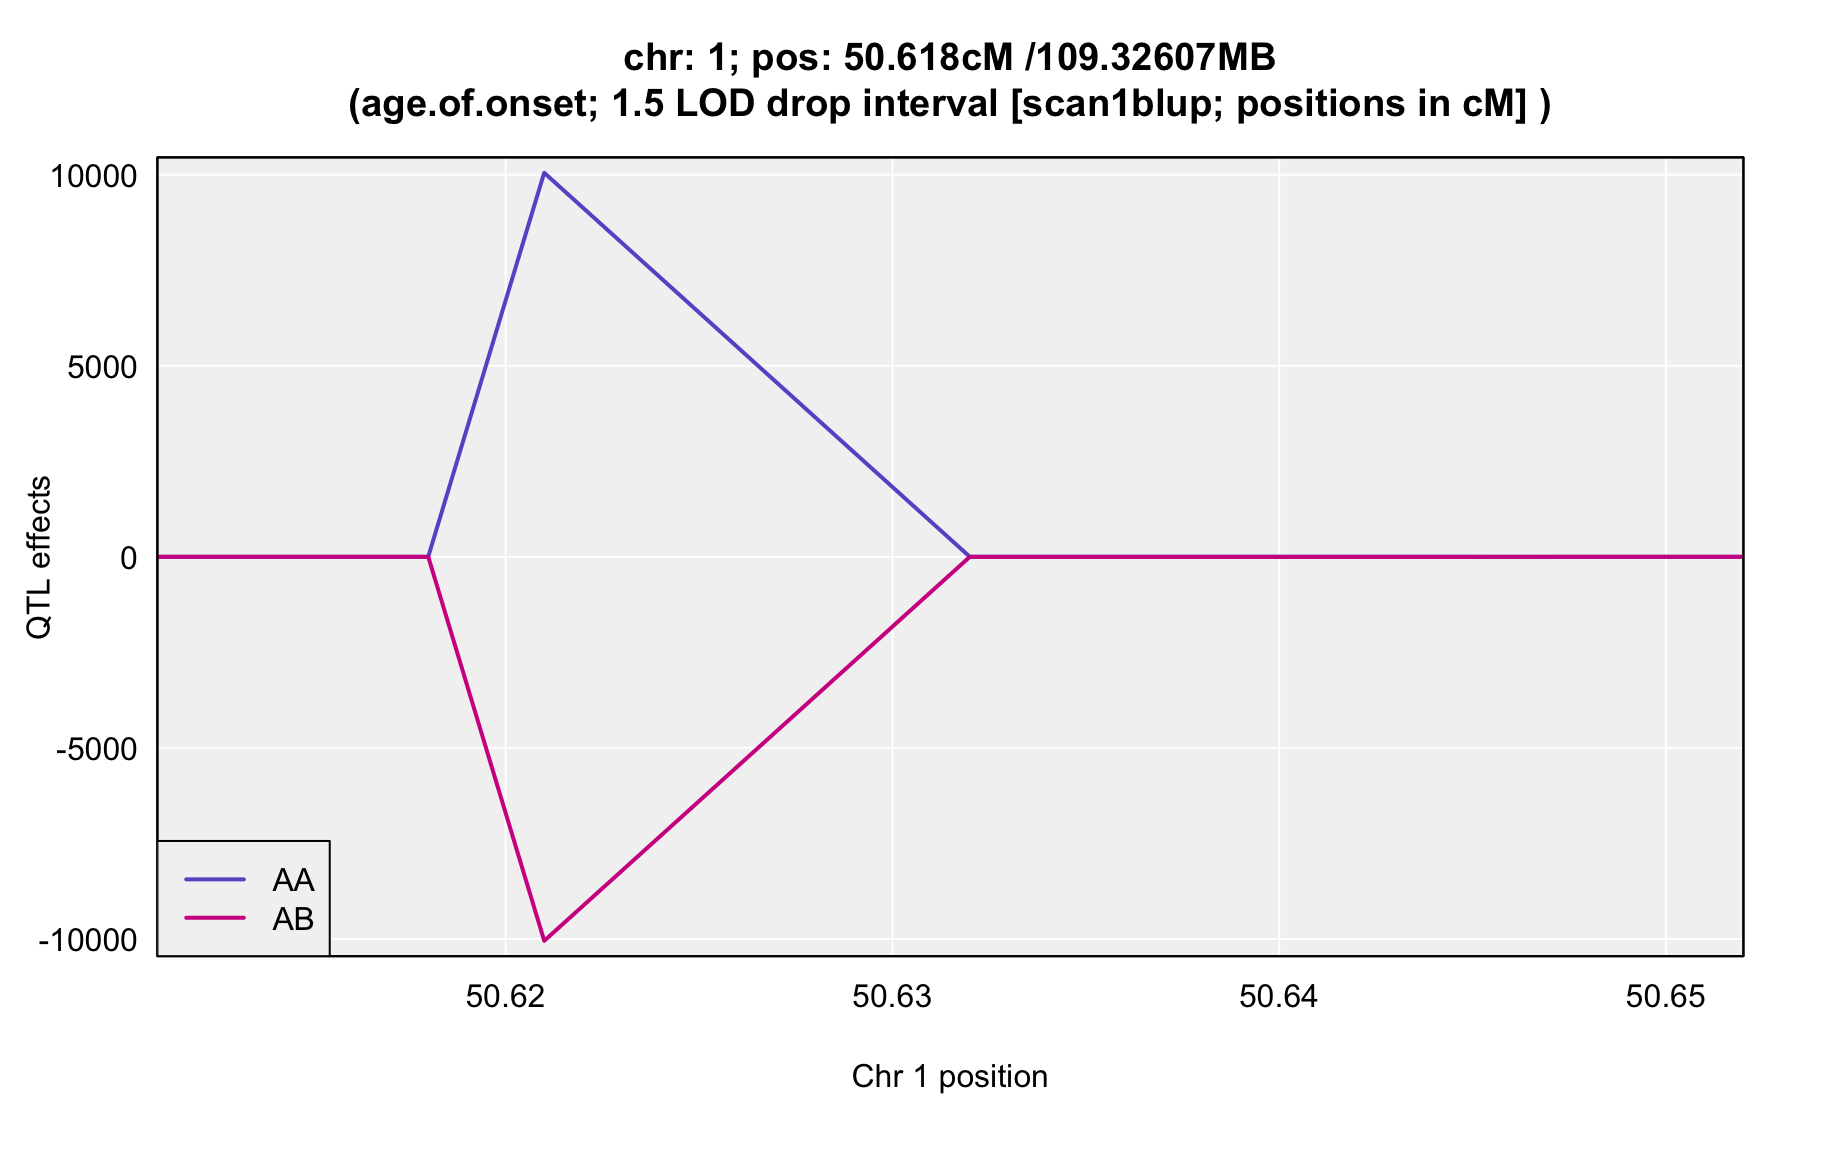 chr: 1; pos: 50.618cM /109.32607MB
(age.of.onset; 1.5 LOD drop interval [scan1blup; positions in cM] )
10000
5000
0
-5000
-10000
QTL effects
AA
AB
50.62
50.63
50.64
50.65
Chr 1 position